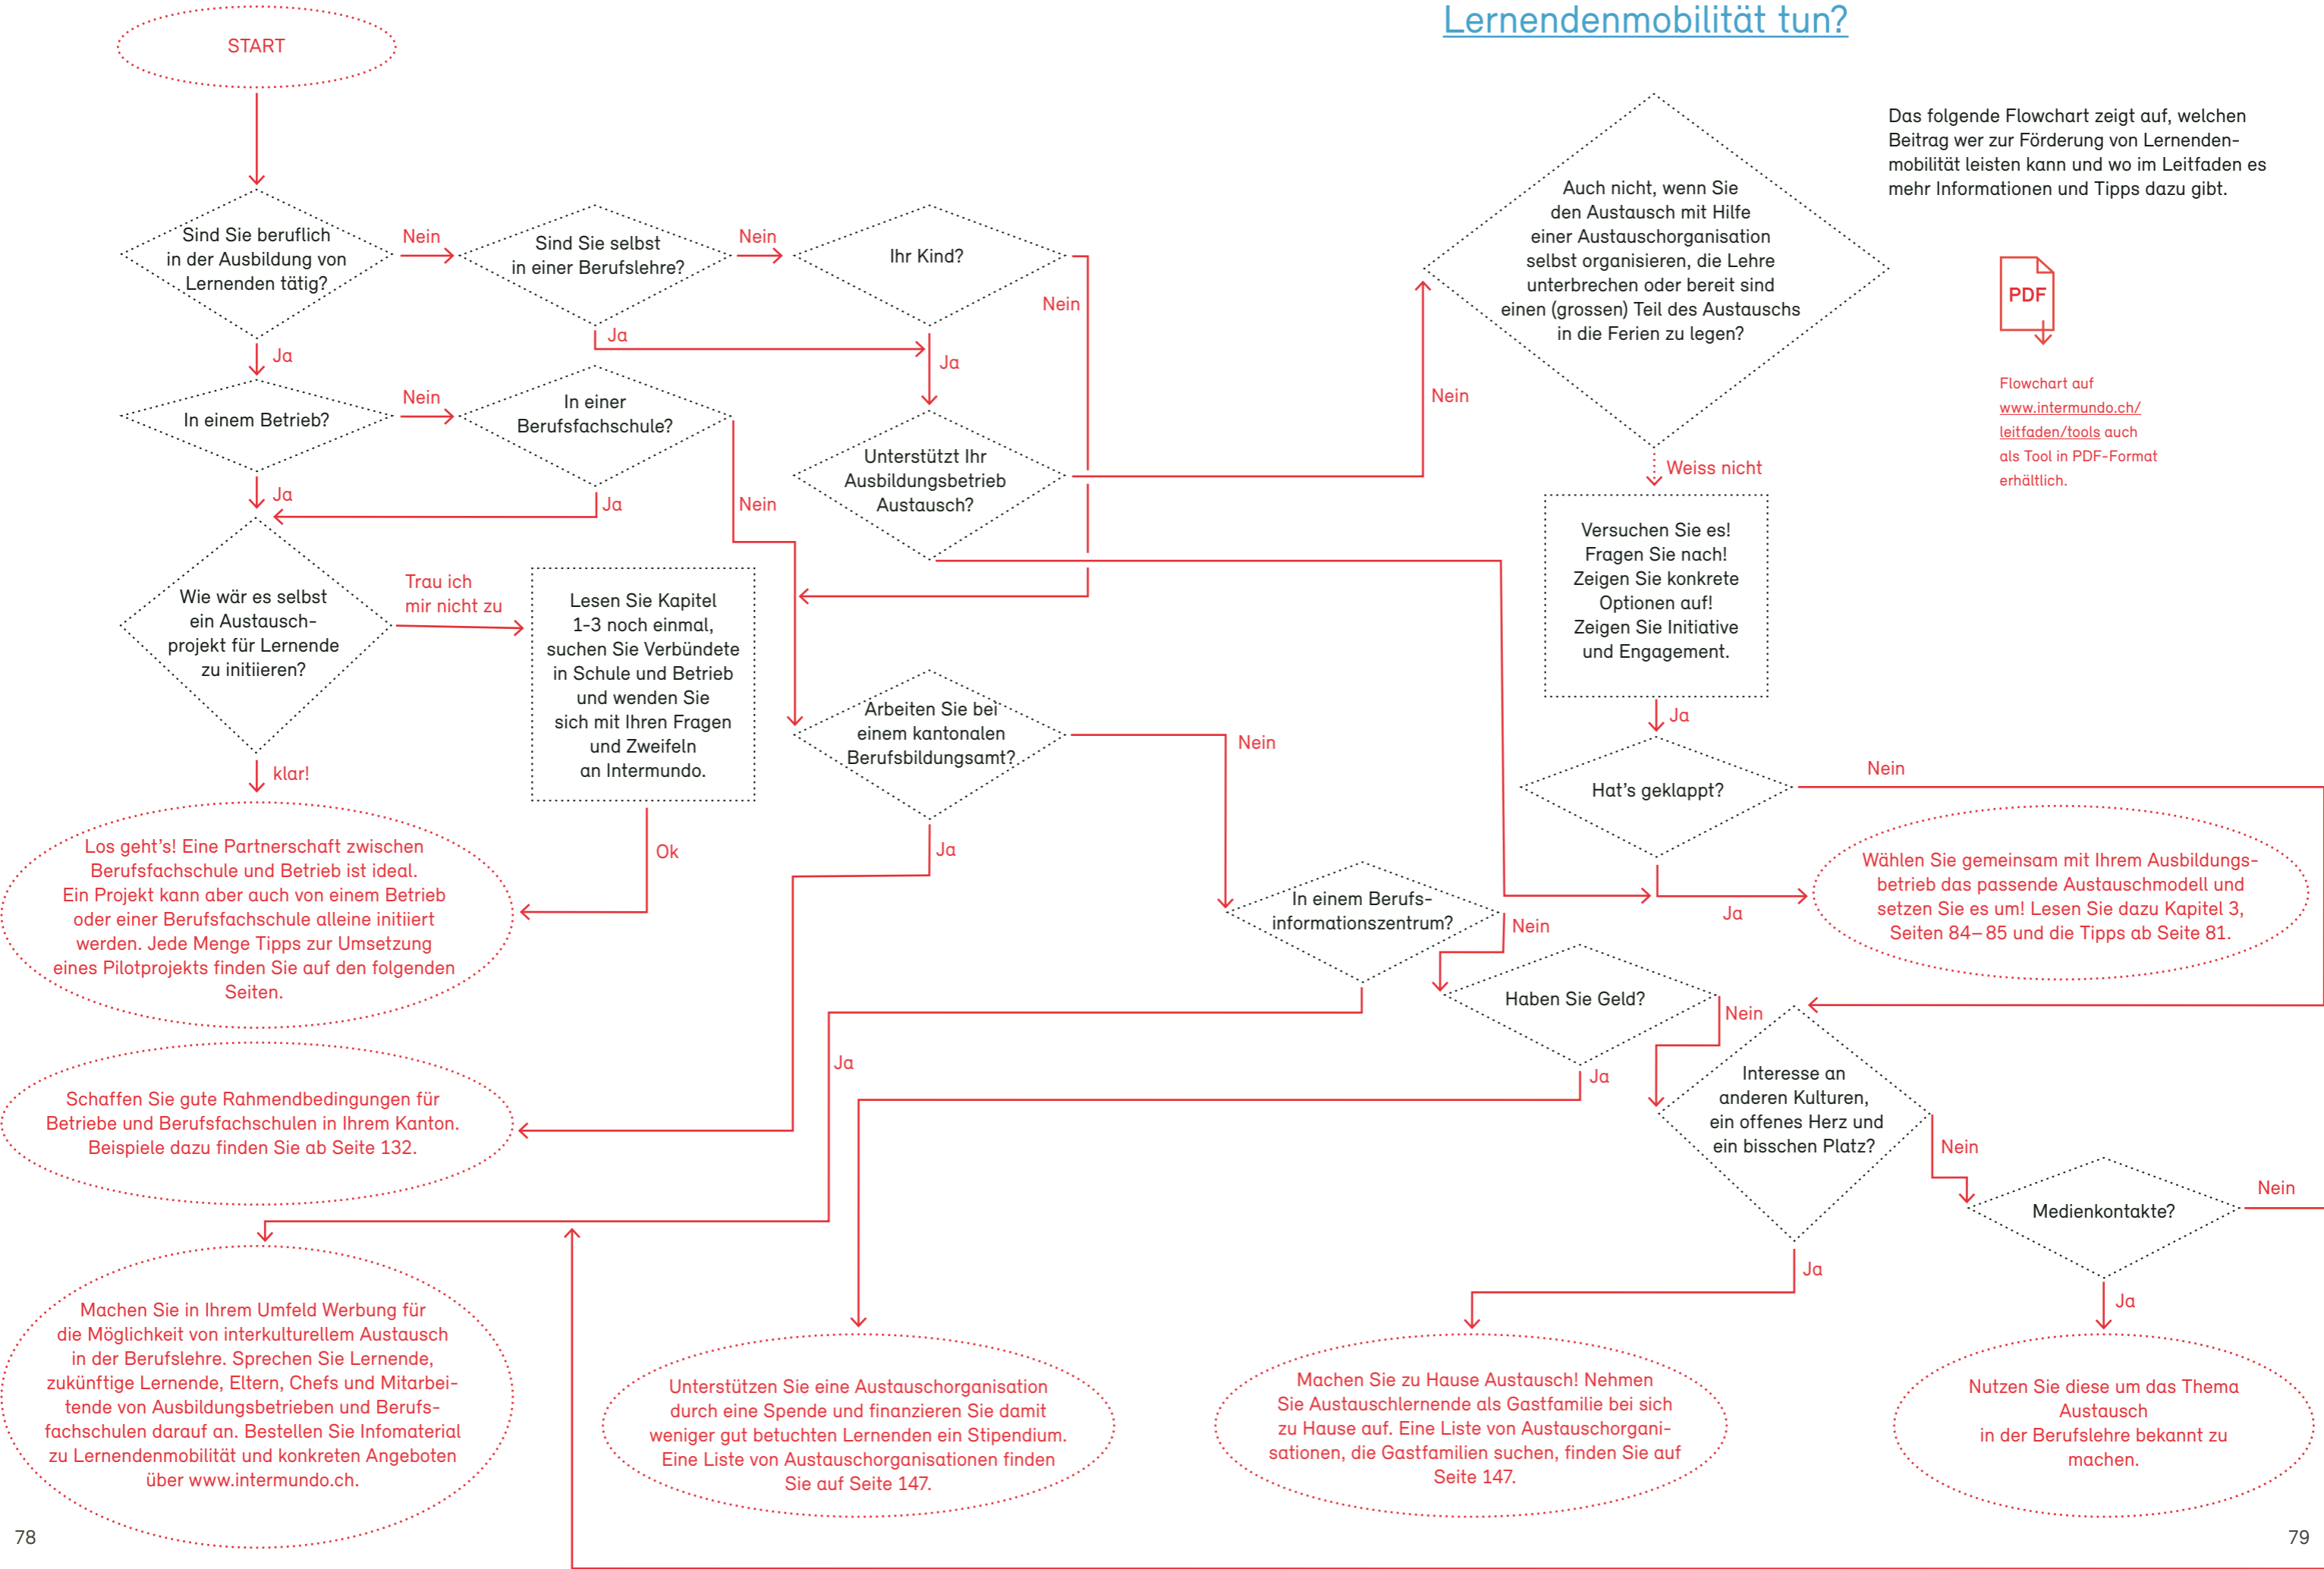 Lernendenmobilität tun?
Das folgende Flowchart zeigt auf, welchen
Beitrag wer zur Förderung von Lernenden-
mobilität leisten kann und wo im Leitfaden es
mehr Informationen und Tipps dazu gibt.
PDF
Flowchart auf
www.intermundo.ch/
leitfaden/tools auch
als Tool in PDF-Format
erhältlich.
START
Sind Sie beruflich
in der Ausbildung von
Lernenden tätig?
Nein
Ja
Sind Sie selbst
in einer Berufslehre?
Nein
Ja
Ihr Kind?
Nein
Ja
In einem Betrieb?
Nein
Ja
In einer
Berufsfachschule?
Nein
Ja
Unterstützt Ihr
Ausbildungsbetrieb
Austausch?
Nein
Auch nicht, wenn Sie
den Austausch mit Hilfe
einer Austauschorganisation
selbst organisieren, die Lehre
unterbrechen oder bereit sind
einen (grossen) Teil des Austauschs
in die Ferien zu legen?
Weiss nicht
Versuchen Sie es!
Fragen Sie nach!
Zeigen Sie konkrete
Optionen auf!
Zeigen Sie Initiative
und Engagement.
Ja
Hat's geklappt?
Nein
Ja
Wählen Sie gemeinsam mit Ihrem Ausbildungs-
betrieb das passende Austauschmodell und
setzen Sie es um! Lesen Sie dazu Kapitel 3,
Seiten 84–85 und die Tipps ab Seite 81.
Wie wär es selbst
ein Austausch-
projekt für Lernende
zu initiieren?
Trau ich
mir nicht zu
klar!
Lesen Sie Kapitel
1-3 noch einmal,
suchen Sie Verbündete
in Schule und Betrieb
und wenden Sie
sich mit Ihren Fragen
und Zweifeln
an Intermundo.
Ok
Los geht's! Eine Partnerschaft zwischen
Berufsfachschule und Betrieb ist ideal.
Ein Projekt kann aber auch von einem Betrieb
oder einer Berufsfachschule alleine initiiert
werden. Jede Menge Tipps zur Umsetzung
eines Pilotprojekts finden Sie auf den folgenden
Seiten.
Arbeiten Sie bei
einem kantonalen
Berufsbildungsamt?
Nein
Ja
Schaffen Sie gute Rahmendbedingungen für
Betriebe und Berufsfachschulen in Ihrem Kanton.
Beispiele dazu finden Sie ab Seite 132.
In einem Berufs-
informationszentrum?
Nein
Ja
Machen Sie in Ihrem Umfeld Werbung für
die Möglichkeit von interkulturellem Austausch
in der Berufslehre. Sprechen Sie Lernende,
zukünftige Lernende, Eltern, Chefs und Mitarbei-
tende von Ausbildungsbetrieben und Berufs-
fachschulen darauf an. Bestellen Sie Infomaterial
zu Lernendenmobilität und konkreten Angeboten
über www.intermundo.ch.
Haben Sie Geld?
Nein
Ja
Unterstützen Sie eine Austauschorganisation
durch eine Spende und finanzieren Sie damit
weniger gut betuchten Lernenden ein Stipendium.
Eine Liste von Austauschorganisationen finden
Sie auf Seite 147.
Interesse an
anderen Kulturen,
ein offenes Herz und
ein bisschen Platz?
Nein
Ja
Machen Sie zu Hause Austausch! Nehmen
Sie Austauschlernende als Gastfamilie bei sich
zu Hause auf. Eine Liste von Austauschorgani-
sationen, die Gastfamilien suchen, finden Sie auf
Seite 147.
Medienkontakte?
Nein
Ja
Nutzen Sie diese um das Thema
Austausch
in der Berufslehre bekannt zu
machen.
78
79